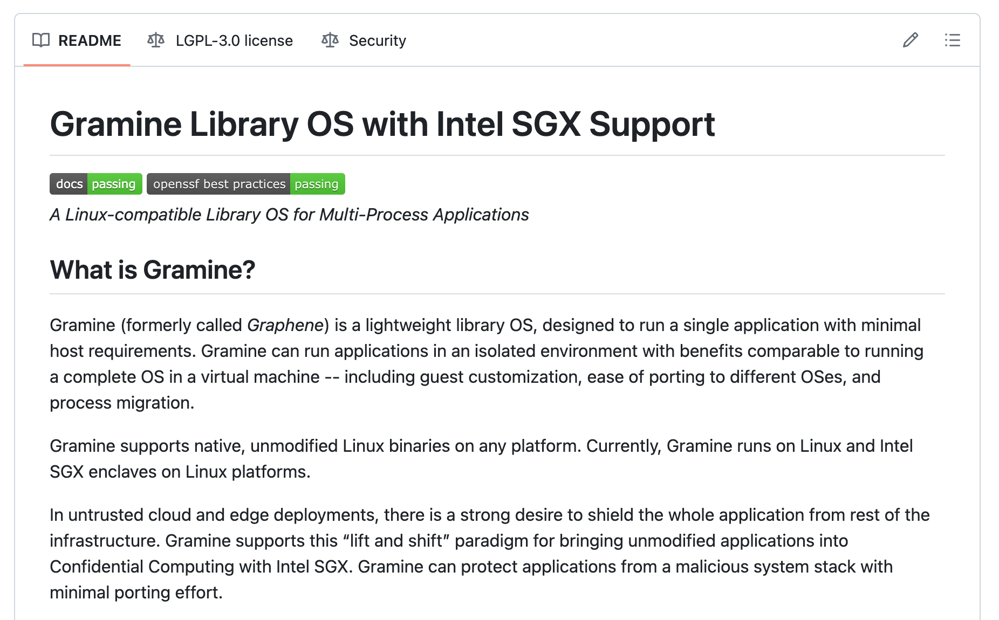 README
LGPL-3.0 license
Security
Gramine Library OS with Intel SGX Support
docs passing
openssf best practices passing
A Linux-compatible Library OS for Multi-Process Applications
What is Gramine?
Gramine (formerly called Graphene) is a lightweight library OS, designed to run a single application with minimal
host requirements. Gramine can run applications in an isolated environment with benefits comparable to running
a complete OS in a virtual machine -- including guest customization, ease of porting to different OSes, and
process migration.
Gramine supports native, unmodified Linux binaries on any platform. Currently, Gramine runs on Linux and Intel
SGX enclaves on Linux platforms.
In untrusted cloud and edge deployments, there is a strong desire to shield the whole application from rest of the
infrastructure. Gramine supports this “lift and shift” paradigm for bringing unmodified applications into
Confidential Computing with Intel SGX. Gramine can protect applications from a malicious system stack with
minimal porting effort.